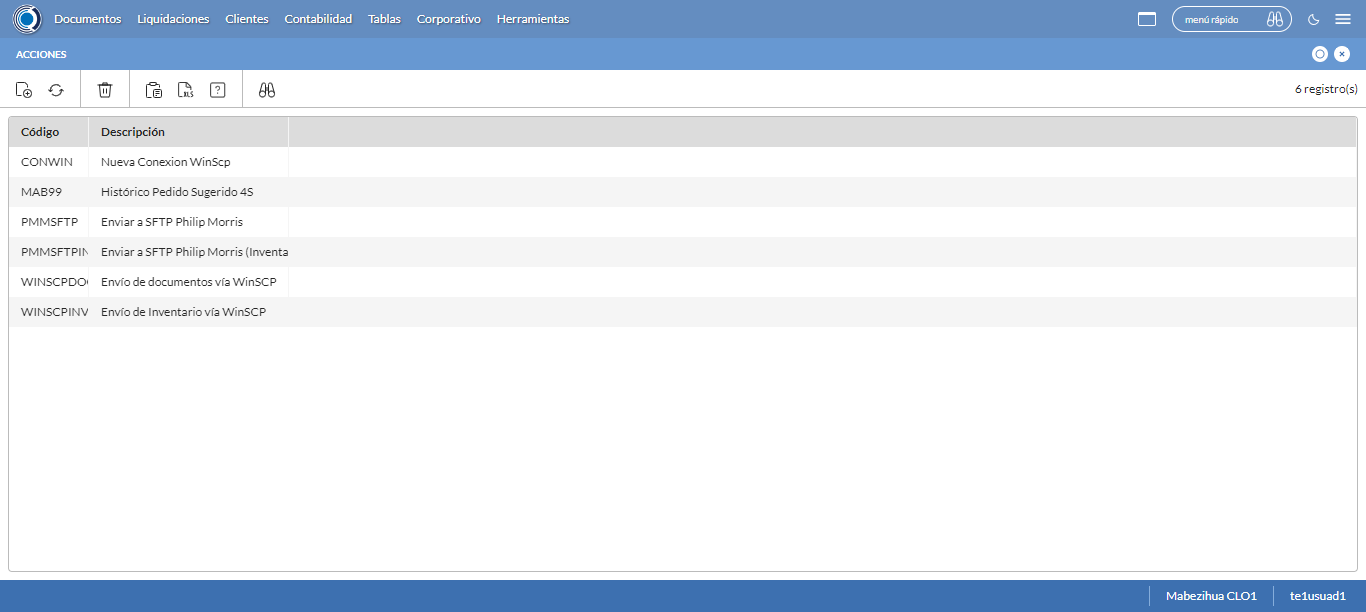 Documentos Liquidaciones Clientes Contabilidad Tablas Corporativo Herramientas menú rápido
ACCIONES
XLS ? 6 registro(s)
Código Descripción
CONWIN Nueva Conexion WinScp
MAB99 Histórico Pedido Sugerido 4S
PMMSFTP Enviar a SFTP Philip Morris
PMMSFTPIN Enviar a SFTP Philip Morris (Inventa
WINSCPDO Envío de documentos vía WinSCP
WINSCPINV Envío de Inventario vía WinSCP
Mabezihua CLO1 te1usuad1